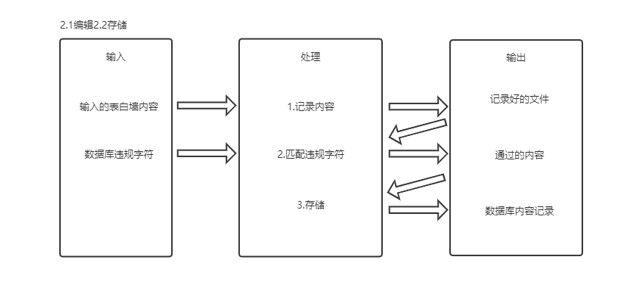 2.1编辑2.2存储
输入
输入的表白墙内容
数据库违规字符
处理
1.记录内容
2.匹配违规字符
3.存储
输出
记录好的文件
通过的内容
数据库内容记录